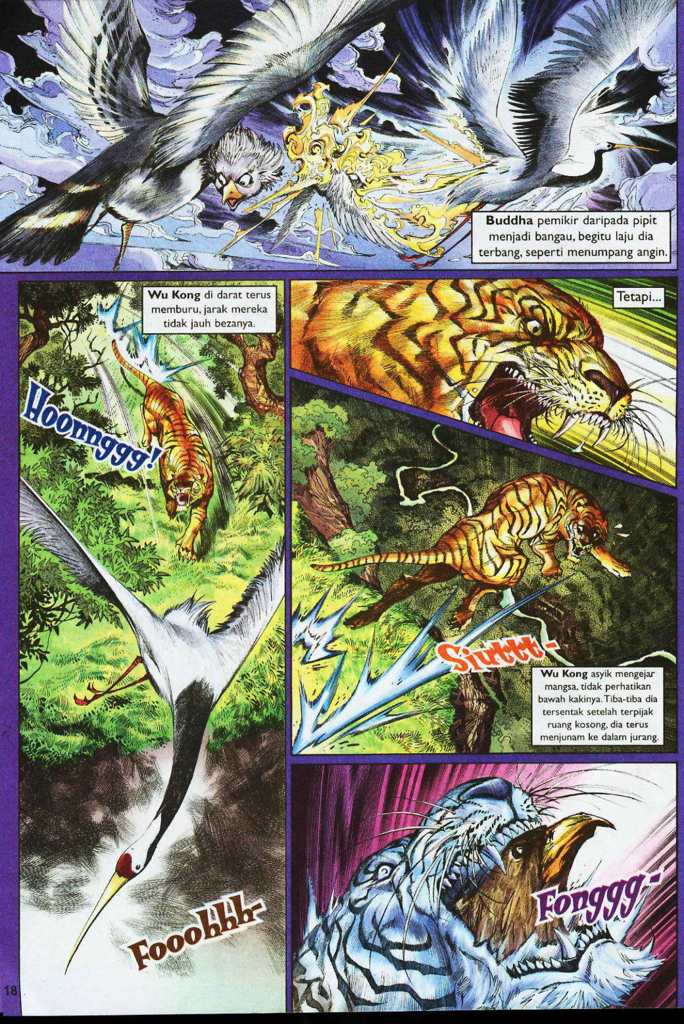 Buddha pemikir daripada pipit
menjadi bangau, begitu laju dia
terbang, seperti menumpang angin.
Wu Kong di darat terus
memburu, jarak mereka
tidak jauh bezanya.
Hoonnggg!
Fooohhh-
Tetapi...
Siuttt-
Wu Kong asyik mengejar
mangsa, tidak perhatikan
bawah kakinya. Tiba-tiba dia
tersentak setelah terpijak
ruang kosong, dia terus
menjunam ke dalam jurang.
Fonggg-
18